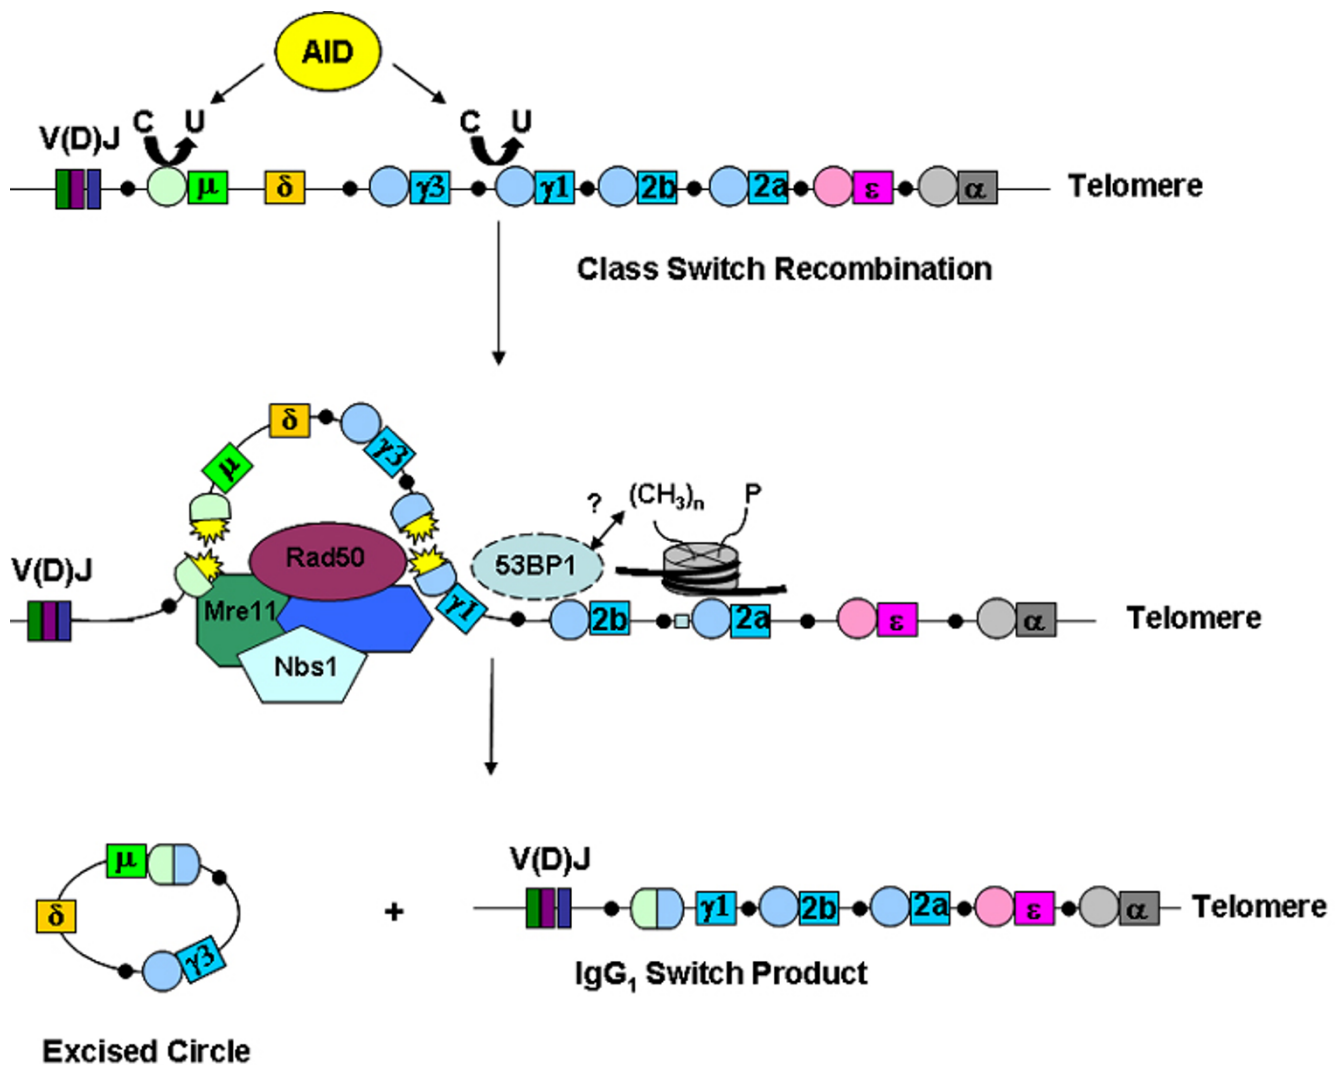 AID
C U C U
V(D)J
μ δ γ3 γ1 2b 2a ε α Telomere
Class Switch Recombination
δ
γ3
μ
? (CH₃)ₙ P
Rad50 53BP1
V(D)J
Mre11 γ1 2b 2a ε α Telomere
Nbs1
V(D)J
μ
δ + γ1 2b 2a ε α Telomere
γ3 IgG₁ Switch Product
Excised Circle